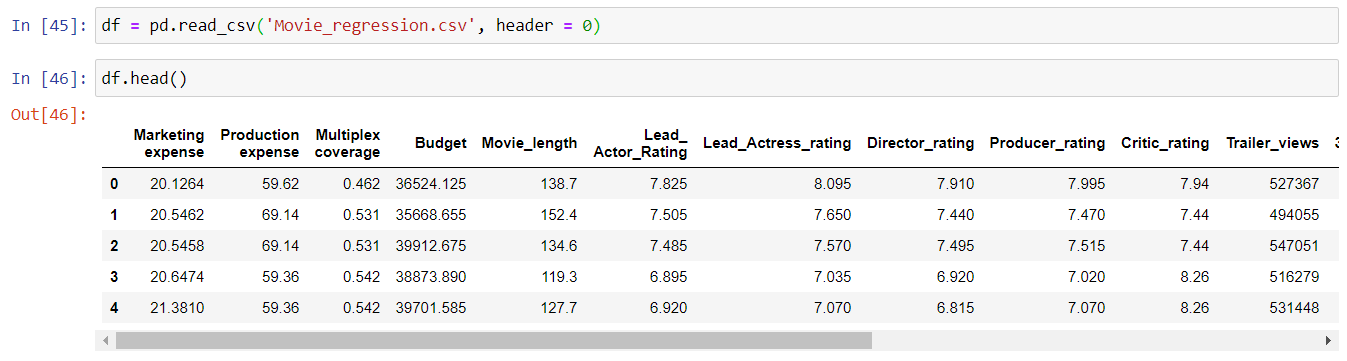 In [45]: df = pd.read_csv('Movie_regression.csv', header = 0)
In [46]: df.head()
Out[46]:
Marketing expense Production expense Multiplex coverage Budget Movie_length Lead_ Actor_Rating Lead_Actress_rating Director_rating Producer_rating Critic_rating Trailer_views
0 20.1264 59.62 0.462 36524.125 138.7 7.825 8.095 7.910 7.995 7.94 527367
1 20.5462 69.14 0.531 35668.655 152.4 7.505 7.650 7.440 7.470 7.44 494055
2 20.5458 69.14 0.531 39912.675 134.6 7.485 7.570 7.495 7.515 7.44 547051
3 20.6474 59.36 0.542 38873.890 119.3 6.895 7.035 6.920 7.020 8.26 516279
4 21.3810 59.36 0.542 39701.585 127.7 6.920 7.070 6.815 7.070 8.26 531448